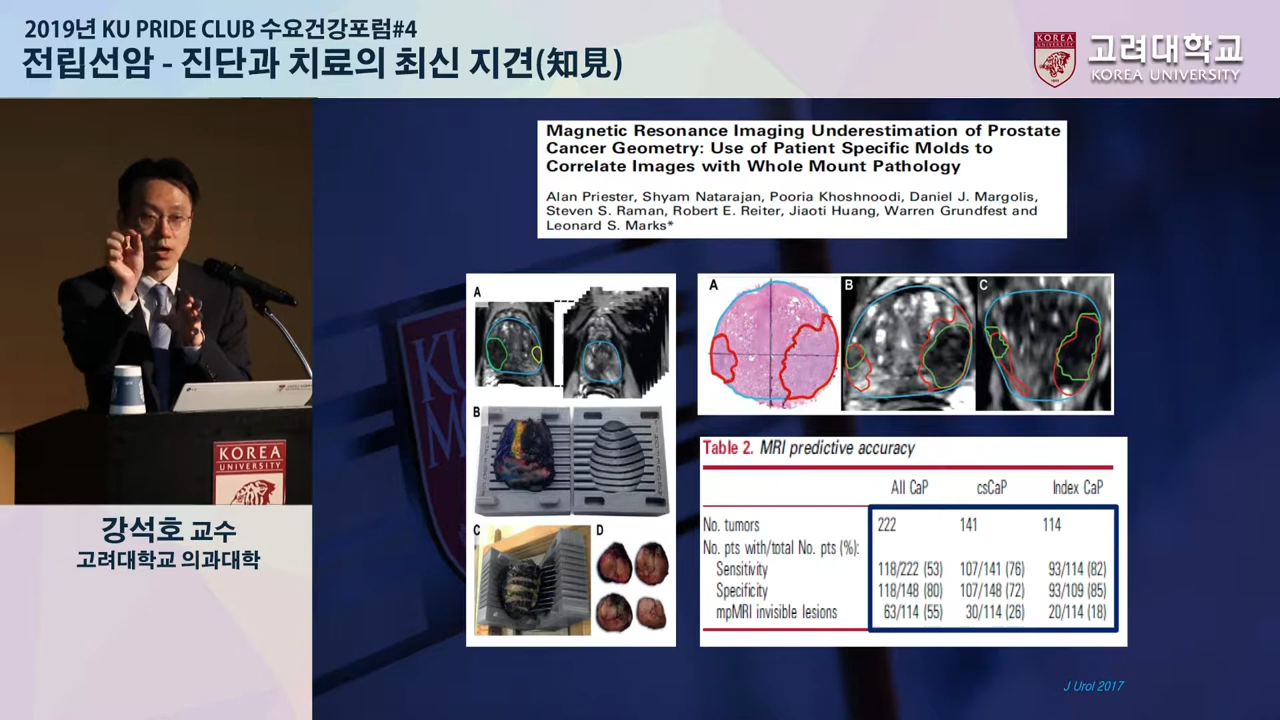 2019년 KU PRIDE CLUB 수요건강포럼#4
전립선암 - 진단과 치료의 최신 지견(知見)
KOREA
UNIVERSITY
고려대학교
KOREA UNIVERSITY
Magnetic Resonance Imaging Underestimation of Prostate
Cancer Geometry: Use of Patient Specific Molds to
Correlate Images with Whole Mount Pathology
Alan Priester, Shyam Natarajan, Pooria Khoshnoodi, Daniel J. Margolis,
Steven S. Raman, Robert E. Reiter, Jiaoti Huang, Warren Grundfest and
Leonard S. Marks*
A
B
C
D
A
B
C
Table 2. MRI predictive accuracy
All CaP csCaP Index CaP
No. tumors 222 141 114
No. pts with/total No. pts (%):
Sensitivity 118/222 (53) 107/141 (76) 93/114 (82)
Specificity 118/148 (80) 107/148 (72) 93/109 (85)
mpMRI invisible lesions 63/114 (55) 30/114 (26) 20/114 (18)
J Urol 2017
KOREA
UNIVERSITY
강석호 교수
고려대학교 의과대학